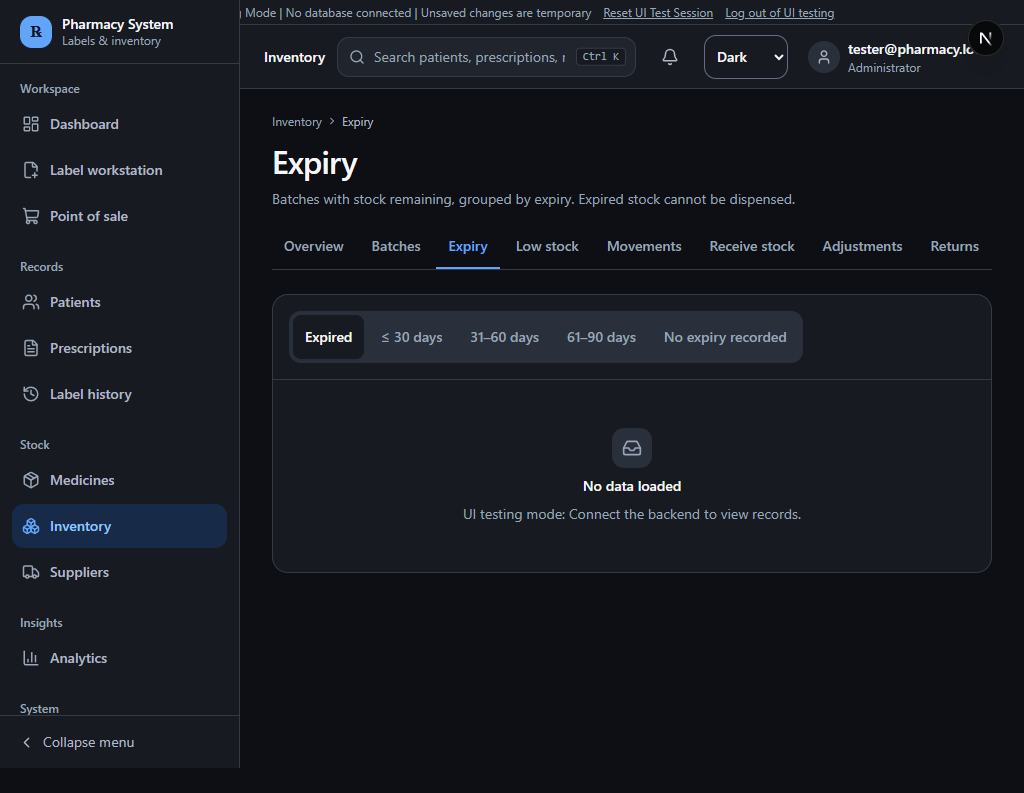 Pharmacy System
Labels & inventory
Mode | No database connected | Unsaved changes are temporary Reset UI Test Session Log out of UI testing
Inventory
Search patients, prescriptions,
Ctrl K
Dark
tester@pharmacy.lo
Administrator
N
Workspace
Dashboard
Label workstation
Point of sale
Records
Patients
Prescriptions
Label history
Stock
Medicines
Inventory
Suppliers
Insights
Analytics
System
Collapse menu
Inventory > Expiry
Expiry
Batches with stock remaining, grouped by expiry. Expired stock cannot be dispensed.
Overview Batches Expiry Low stock Movements Receive stock Adjustments Returns
Expired ≤ 30 days 31–60 days 61–90 days No expiry recorded
No data loaded
UI testing mode: Connect the backend to view records.